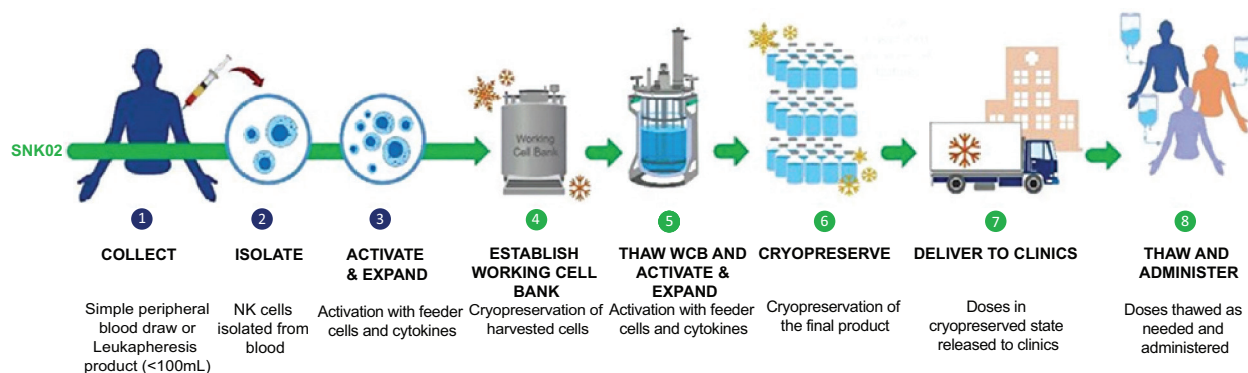 SNK02
Working
Cell Bank
1
COLLECT
Simple peripheral
blood draw or
Leukapheresis
product (<100mL)
2
ISOLATE
NK cells
isolated from
blood
3
ACTIVATE
& EXPAND
Activation with feeder
cells and cytokines
4
ESTABLISH
WORKING CELL
BANK
Cryopreservation of
harvested cells
5
THAW WCB AND
ACTIVATE &
EXPAND
Activation with feeder
cells and cytokines
6
CRYOPRESERVE
Cryopreservation of
the final product
7
DELIVER TO CLINICS
Doses in
cryopreserved state
released to clinics
8
THAW AND
ADMINISTER
Doses thawed as
needed and
administered